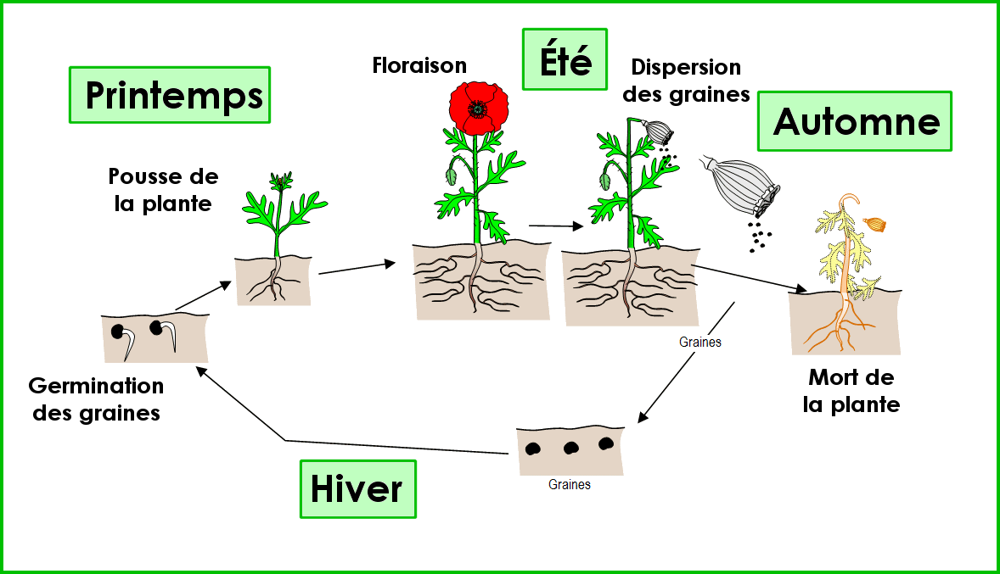 Printemps
Floraison
Été
Dispersion
des graines
Automne
Pousse de
la plante
Germination
des graines
Graines
Mort de
la plante
Graines
Hiver